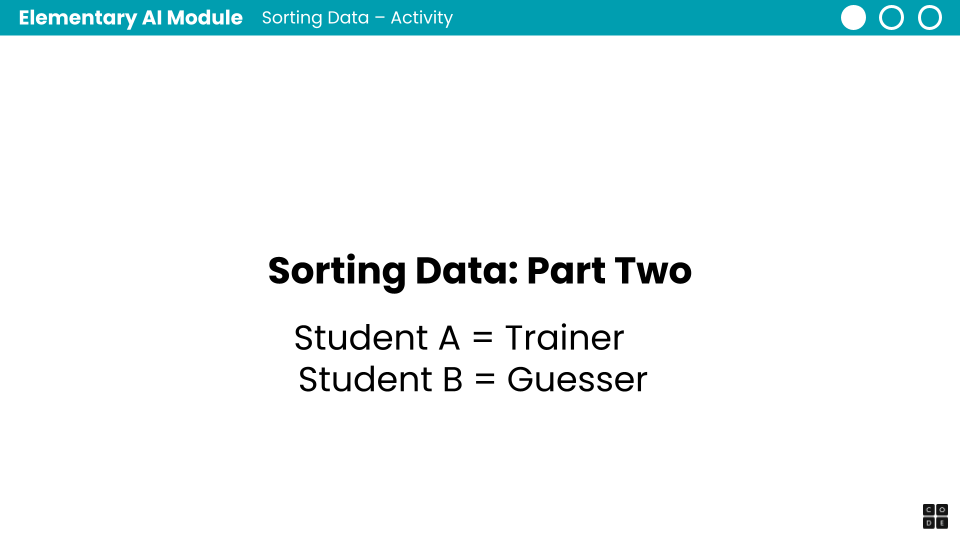 Elementary AI Module Sorting Data – Activity
Sorting Data: Part Two
Student A = Trainer
Student B = Guesser
C O
D E